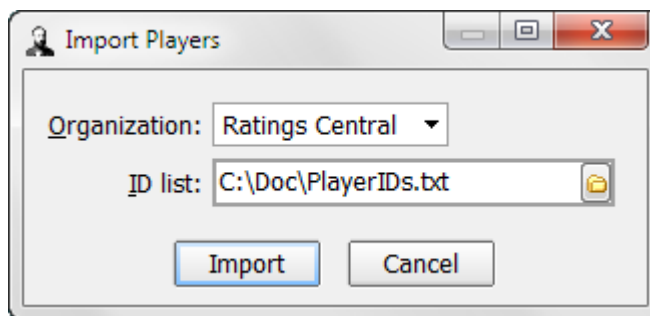 Import Players
Organization: Ratings Central
ID list: C:\Doc\PlayerIDs.txt
Import Cancel